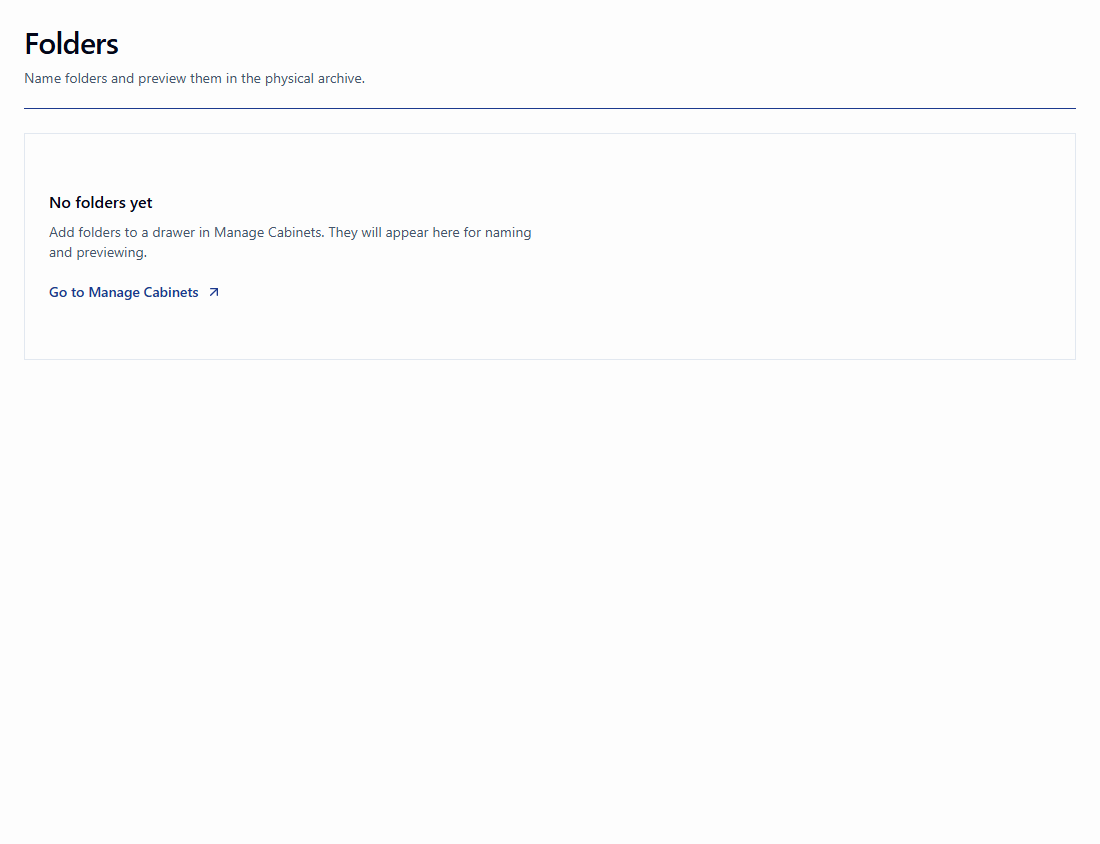 Folders
Name folders and preview them in the physical archive.
No folders yet
Add folders to a drawer in Manage Cabinets. They will appear here for naming
and previewing.
Go to Manage Cabinets